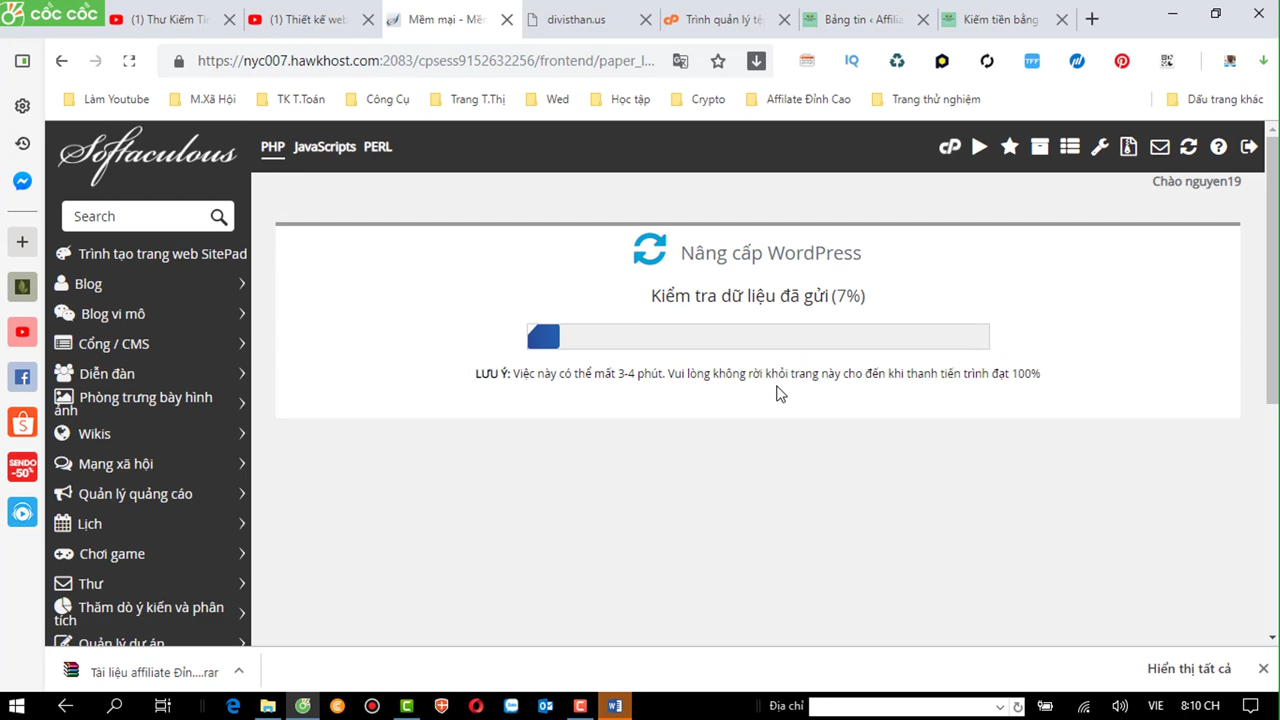 cốc cốc
(1) Thư Kiếm Tì
(1) Thiết kế web
Mềm mại - Mề
divisthan.us
Trình quản lý tệ
Bảng tin ‹ Affilia
Kiếm tiền bằng
https://nyc007.hawkhost.com:2083/cpsess9152632256/frontend/paper_l...
IQ
TFF
Làm Youtube
M.Xã Hội
TK T.Toán
Công Cụ
Trang T.Thị
Wed
Học tập
Crypto
Affilate Đỉnh Cao
Trang thử nghiệm
Dấu trang khác
Softaculous
PHP JavaScripts PERL
Chào nguyen19
Search
Trình tạo trang web SitePad
Blog
Blog vi mô
Cổng / CMS
Diễn đàn
Phòng trưng bày hình
ảnh
Wikis
Mạng xã hội
Quản lý quảng cáo
Lịch
Chơi game
Thư
Thăm dò ý kiến và phân
tích
Quản lý dự án
Nâng cấp WordPress
Kiểm tra dữ liệu đã gửi (7%)
LƯU Ý: Việc này có thể mất 3-4 phút. Vui lòng không rời khỏi trang này cho đến khi thanh tiến trình đạt 100%
SENDO
-50%
Tài liệu affiliate Đỉn....rar
Hiển thị tất cả
Địa chỉ
VIE
8:10 CH